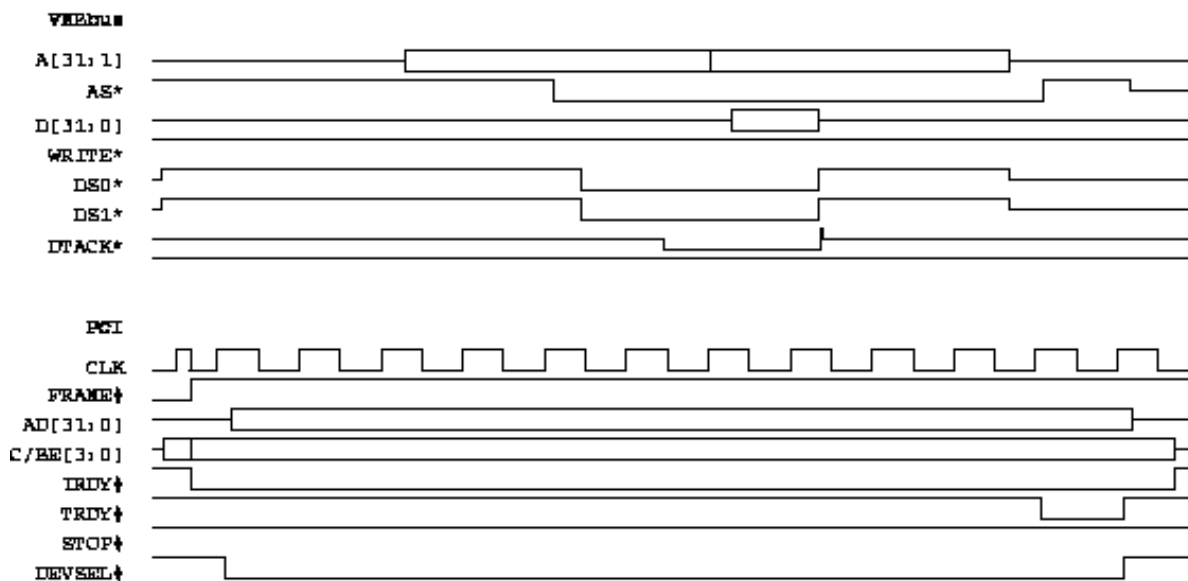 VMEbus
A[31:1]
AS*
D[31:0]
WRITE*
DS0*
DS1*
DTACK*
PCI
CLK
FRAME#
AD[31:0]
C/BE[3:0]
IRDY#
TRDY#
STOP#
DEVSEL#